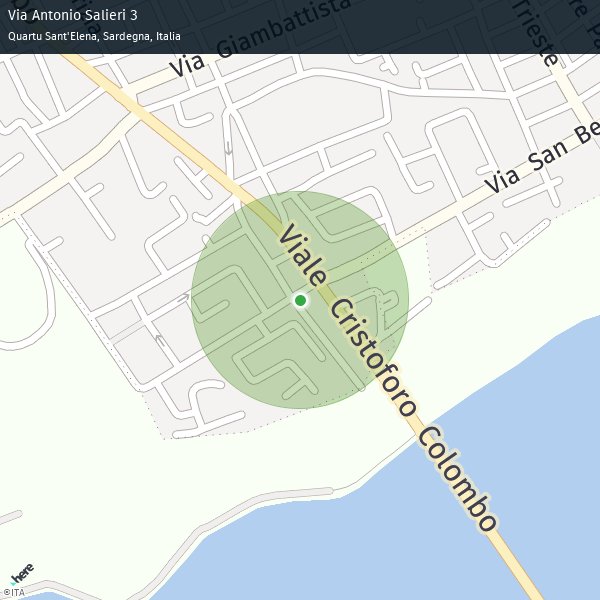 Via Antonio Salieri 3
Quartu Sant'Elena, Sardegna, Italia
Via Giambattista
Trieste
Via San Be
Viale Cristoforo Colombo
here
©ITA